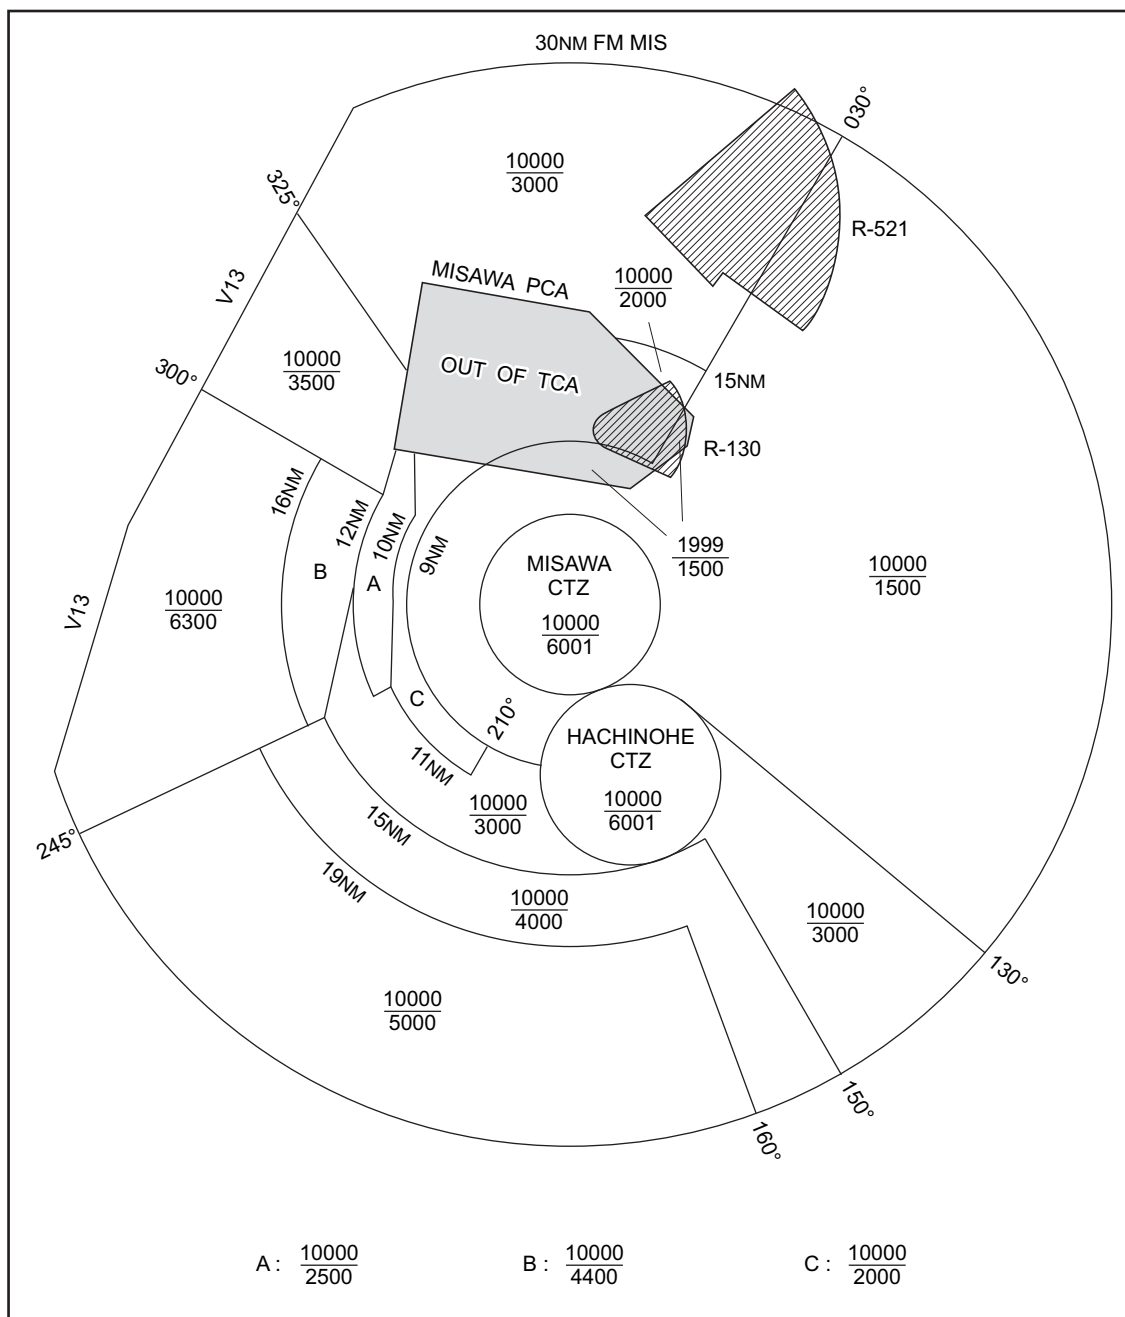 30NM FM MIS
030°
10000
3000
325°
R-521
V13
MISAWA PCA
10000
2000
10000
3500
300°
OUT OF TCA
15NM
R-130
16NM
12NM
10NM
9NM
1999
1500
MISAWA
CTZ
10000
6001
10000
1500
B
A
10000
6300
V13
C
210°
HACHINOHE
CTZ
10000
6001
11NM
10000
3000
15NM
245°
19NM
10000
4000
10000
3000
130°
10000
5000
150°
160°
A : 10000
2500
B : 10000
4400
C : 10000
2000